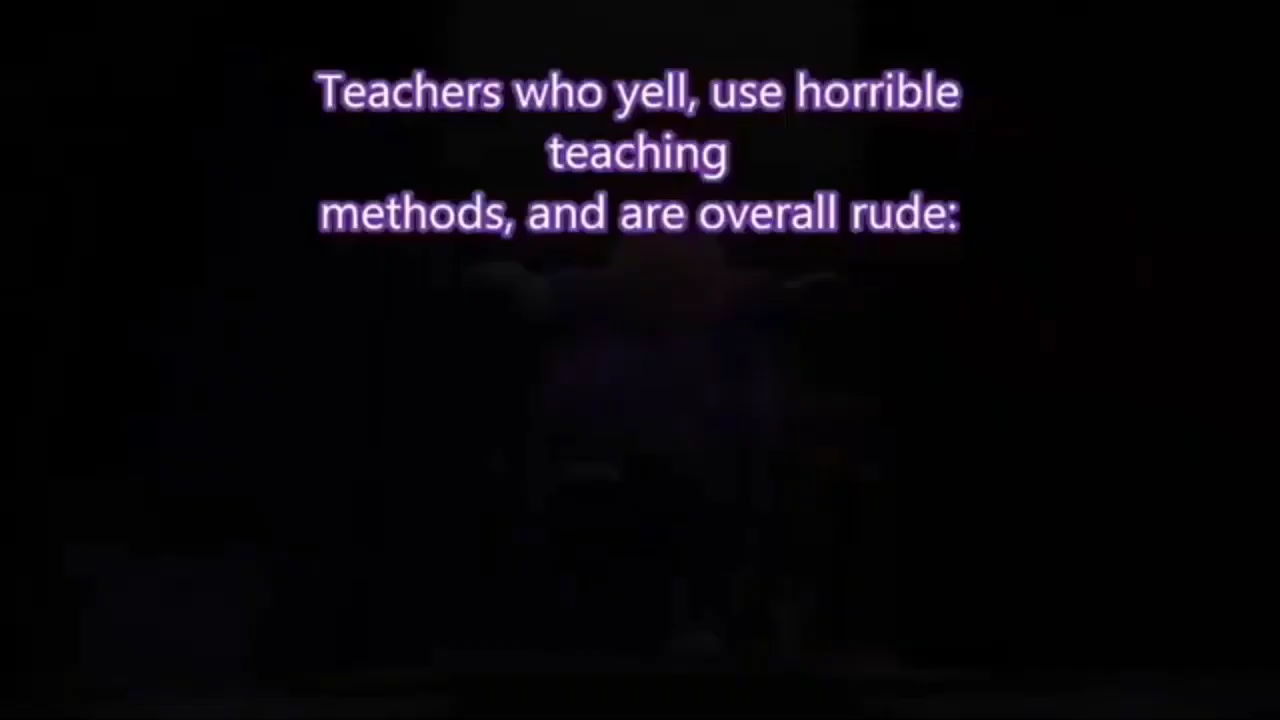 Teachers who yell, use horrible
teaching
methods, and are overall rude: